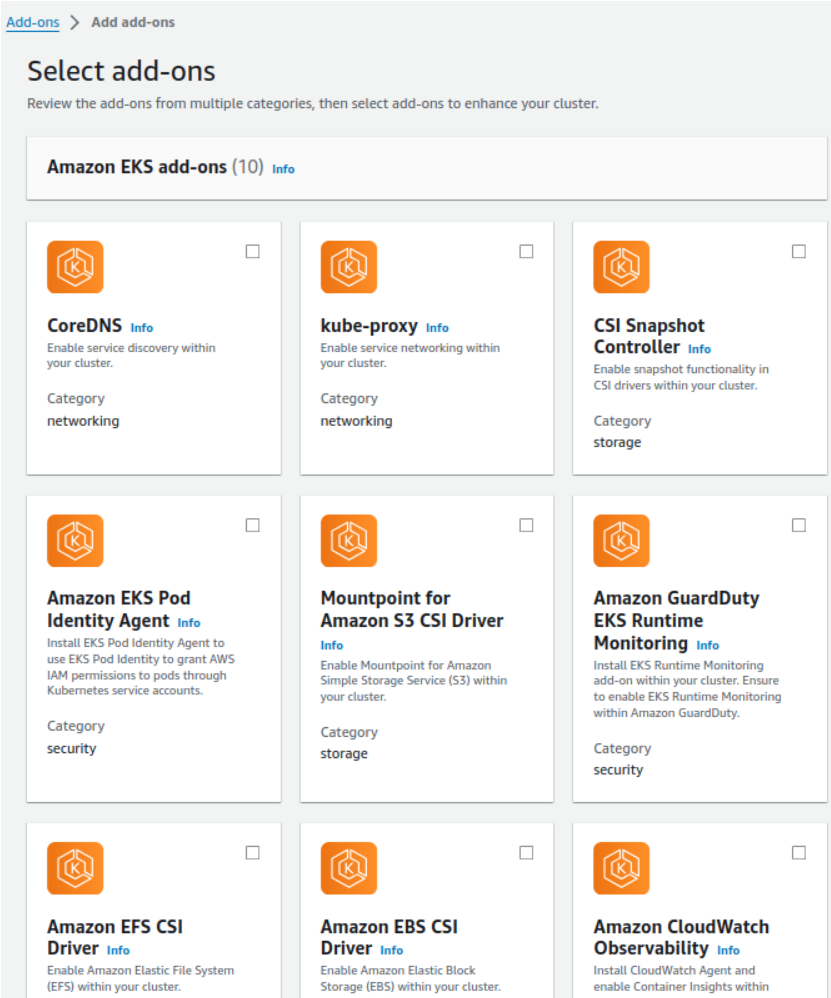 Add-ons > Add add-ons
Select add-ons
Review the add-ons from multiple categories, then select add-ons to enhance your cluster.
Amazon EKS add-ons (10) Info
CoreDNS Info
Enable service discovery within
your cluster.
Category
networking
kube-proxy Info
Enable service networking within
your cluster.
Category
networking
CSI Snapshot
Controller Info
Enable snapshot functionality in
CSI drivers within your cluster.
Category
storage
Amazon EKS Pod
Identity Agent Info
Install EKS Pod Identity Agent to
use EKS Pod Identity to grant AWS
IAM permissions to pods through
Kubernetes service accounts.
Category
security
Mountpoint for
Amazon S3 CSI Driver
Info
Enable Mountpoint for Amazon
Simple Storage Service (S3) within
your cluster.
Category
storage
Amazon GuardDuty
EKS Runtime
Monitoring Info
Install EKS Runtime Monitoring
add-on within your cluster. Ensure
to enable EKS Runtime Monitoring
within Amazon GuardDuty.
Category
security
Amazon EFS CSI
Driver Info
Enable Amazon Elastic File System
(EFS) within your cluster.
Amazon EBS CSI
Driver Info
Enable Amazon Elastic Block
Storage (EBS) within your cluster.
Amazon CloudWatch
Observability Info
Install CloudWatch Agent and
enable Container Insights within